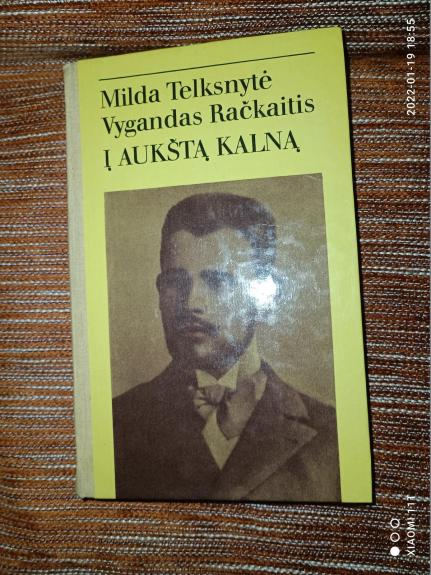 Milda Telksnytė
Vygandas Račkaitis
Į AUKŠTĄ KALNĄ
2022-01-19 18:55
XIAOMI 11T